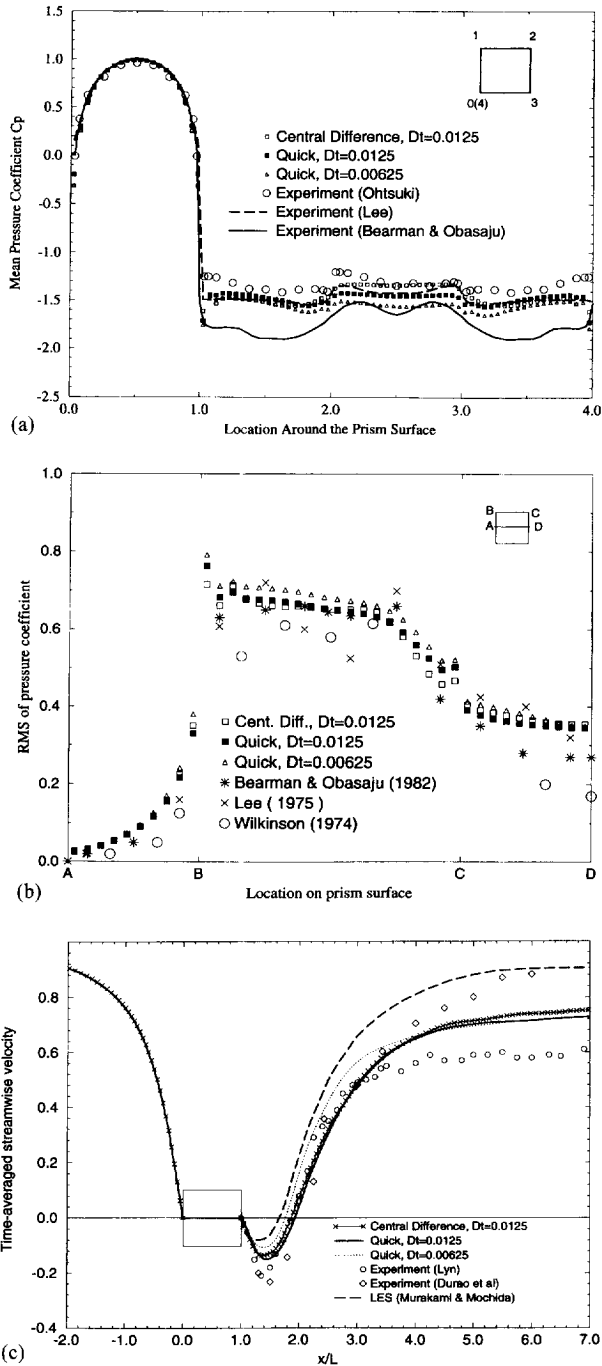 1.5
1 2
1.0
0(4) 3
0.5
Central Difference, Dt=0.0125
Quick, Dt=0.0125
0.0
Quick, Dt=0.00625
Experiment (Ohtsuki)
-0.5
Experiment (Lee)
Experiment (Bearman & Obasaju)
-1.0
-1.5
-2.0
-2.5
0.0 1.0 2.0 3.0 4.0
Mean Pressure Coefficient Cp
(a)
Location Around the Prism Surface
1.0
B C
A D
0.8
0.6
0.4
Cent. Diff., Dt=0.0125
Quick, Dt=0.0125
Quick, Dt=0.00625
Bearman & Obasaju (1982)
0.2
Lee ( 1975 )
Wilkinson (1974)
0.0
A B C D
RMS of pressure coefficient
(b)
Location on prism surface
0.8
0.6
0.4
0.2
0.0
Central Difference, Dt=0.0125
Quick, Dt=0.0125
Quick, Dt=0.00625
-0.2
Experiment (Lyn)
Experiment (Durao et al)
LES (Murakami & Mochida)
-0.4
-2.0 -1.0 0.0 1.0 2.0 3.0 4.0 5.0 6.0 7.0
Time-averaged streamwise velocity
(c)
x/L